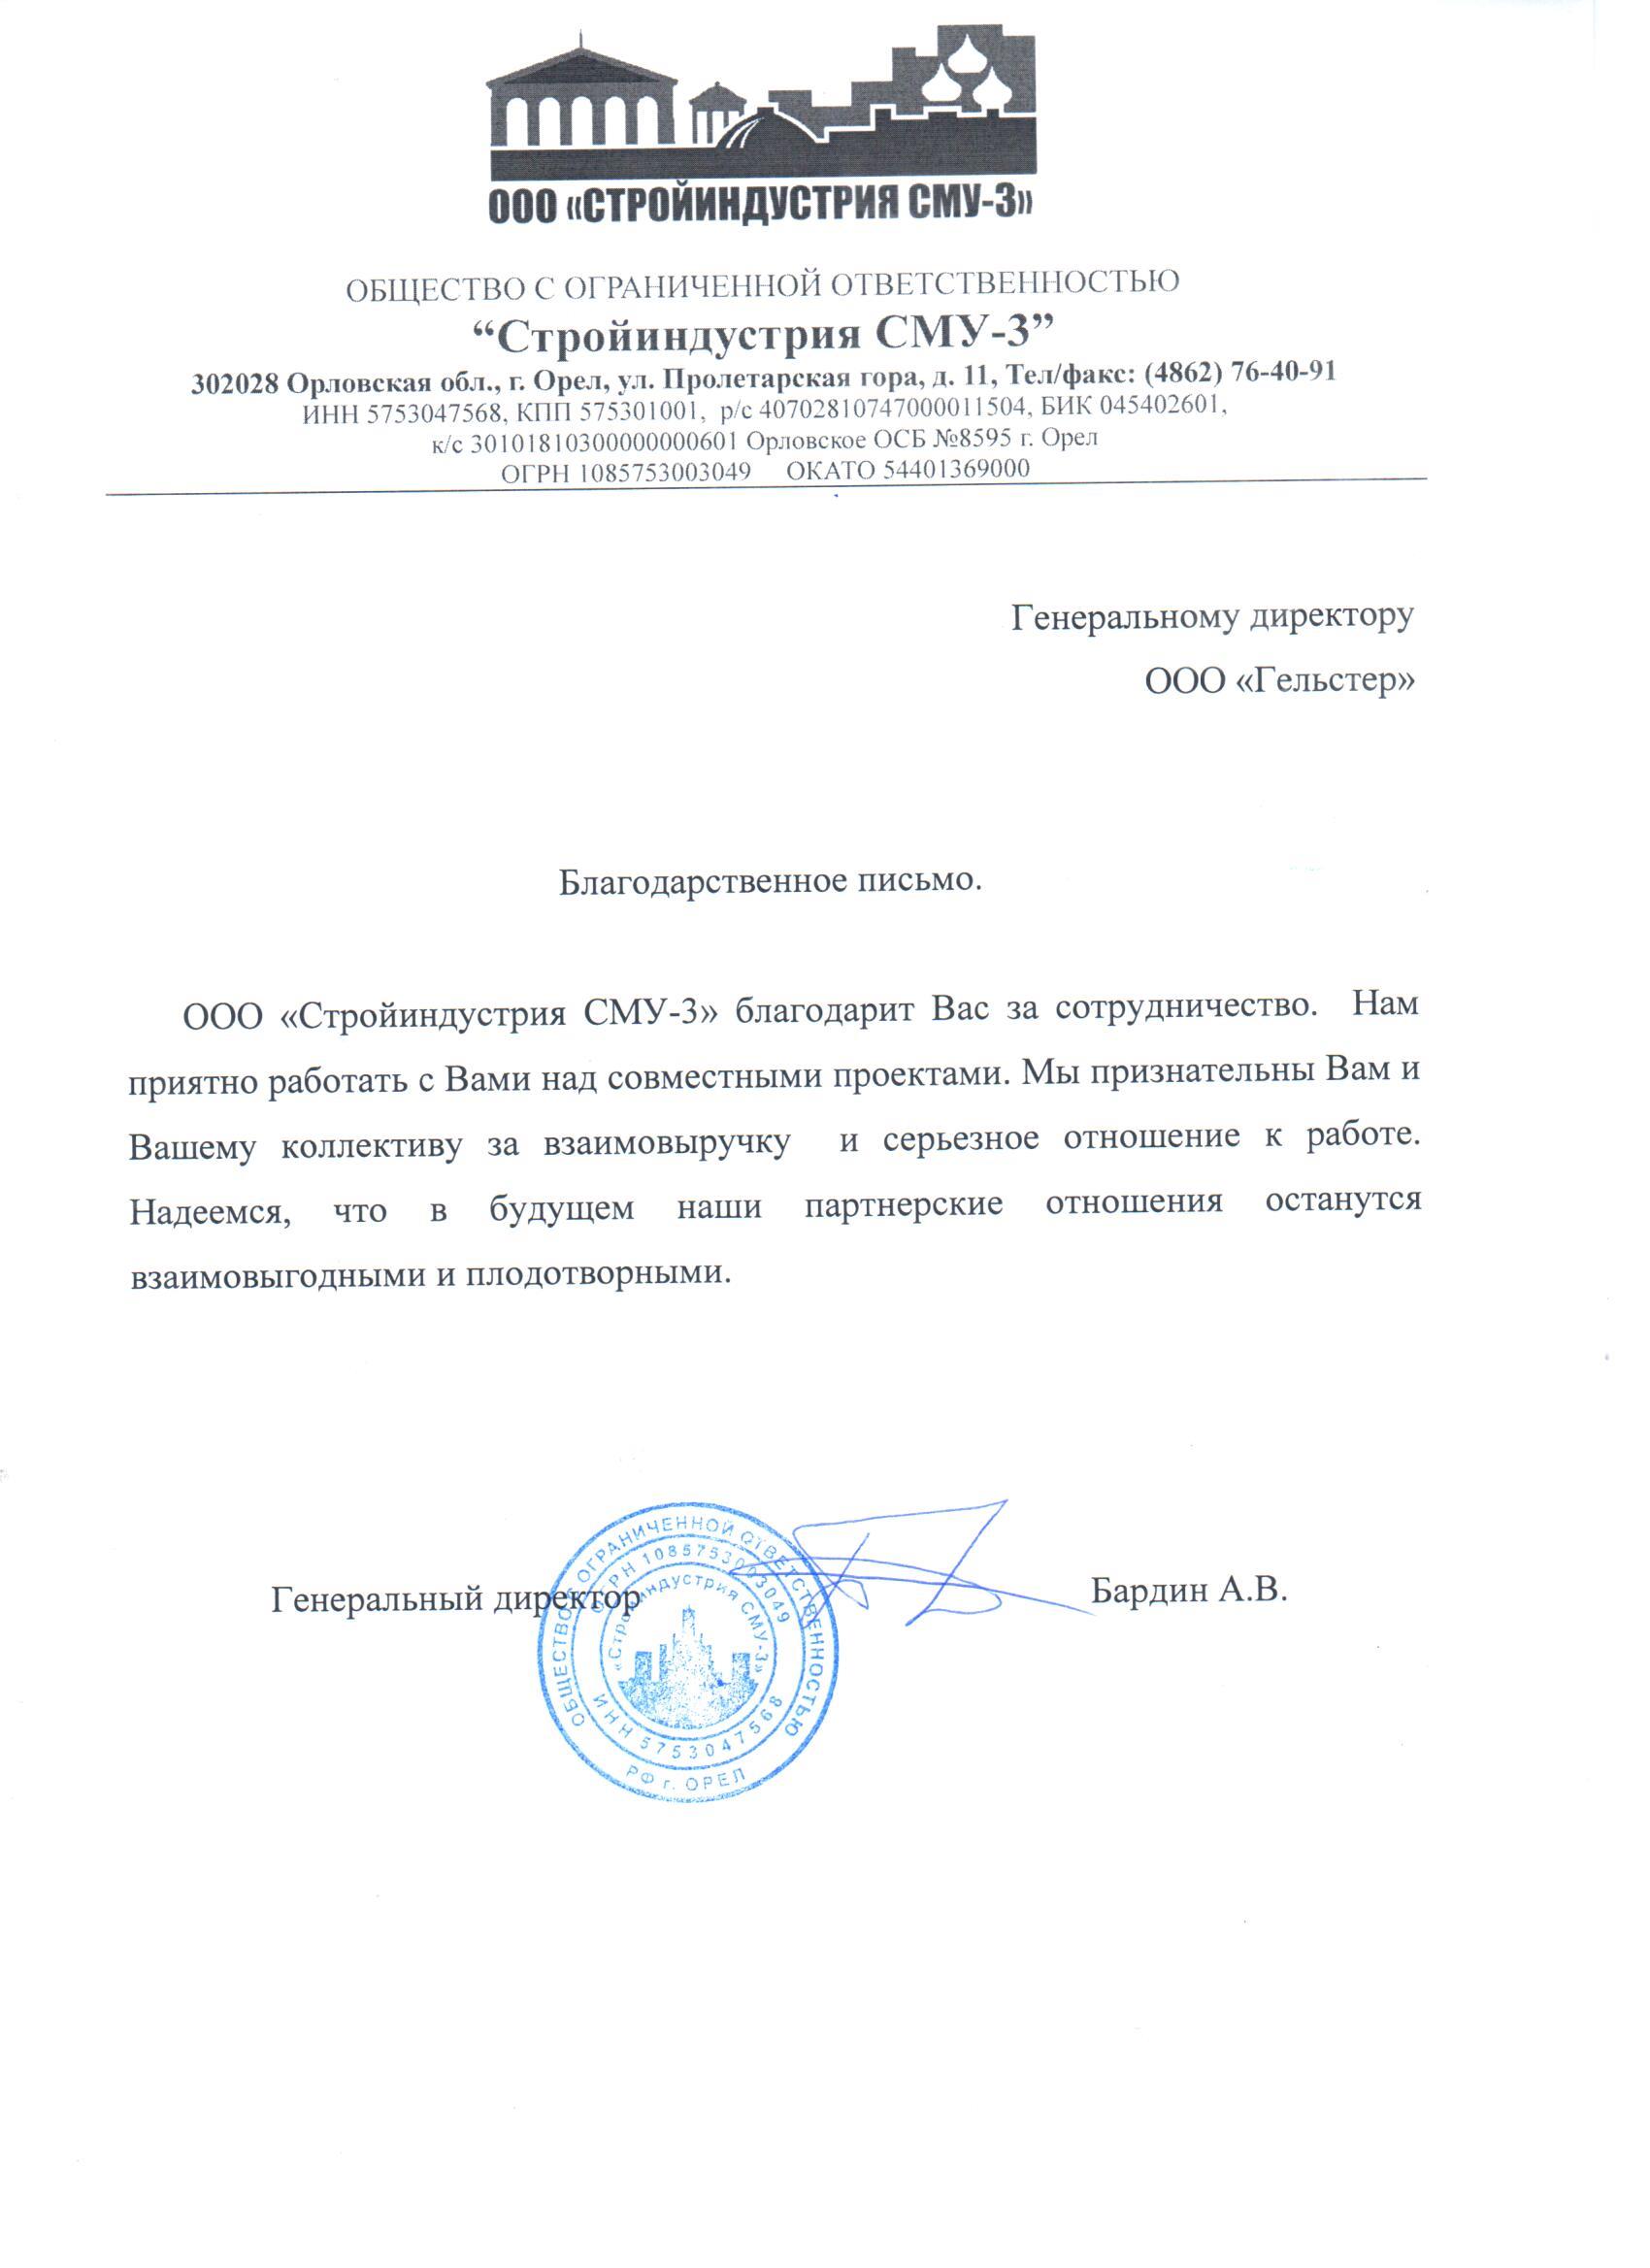 ООО «СТРОЙИНДУСТРИЯ СМУ-3»
ОБЩЕСТВО С ОГРАНИЧЕННОЙ ОТВЕТСТВЕННОСТЬЮ
“Стройиндустрия СМУ-3”
302028 Орловская обл., г. Орел, ул. Пролетарская гора, д. 11, Тел/факс: (4862) 76-40-91
ИНН 5753047568, КПП 575301001, р/с 40702810747000011504, БИК 045402601,
к/с 30101810300000000601 Орловское ОСБ №8595 г. Орел
ОГРН 1085753003049 ОКАТО 54401369000
Генеральному директору
ООО «Гельстер»
Благодарственное письмо.
ООО «Стройиндустрия СМУ-3» благодарит Вас за сотрудничество. Нам
приятно работать с Вами над совместными проектами. Мы признательны Вам и
Вашему коллективу за взаимовыручку и серьезное отношение к работе.
Надеемся, что в будущем наши партнерские отношения останутся
взаимовыгодными и плодотворными.
Генеральный директор Бардин А.В.
ОБЩЕСТВО С ОГРАНИЧЕННОЙ ОТВЕТСТВЕННОСТЬЮ
ОГРН 1085753003049
«Стройиндустрия СМУ-3»
ИНН 5753047568
РФ г. ОРЕЛ